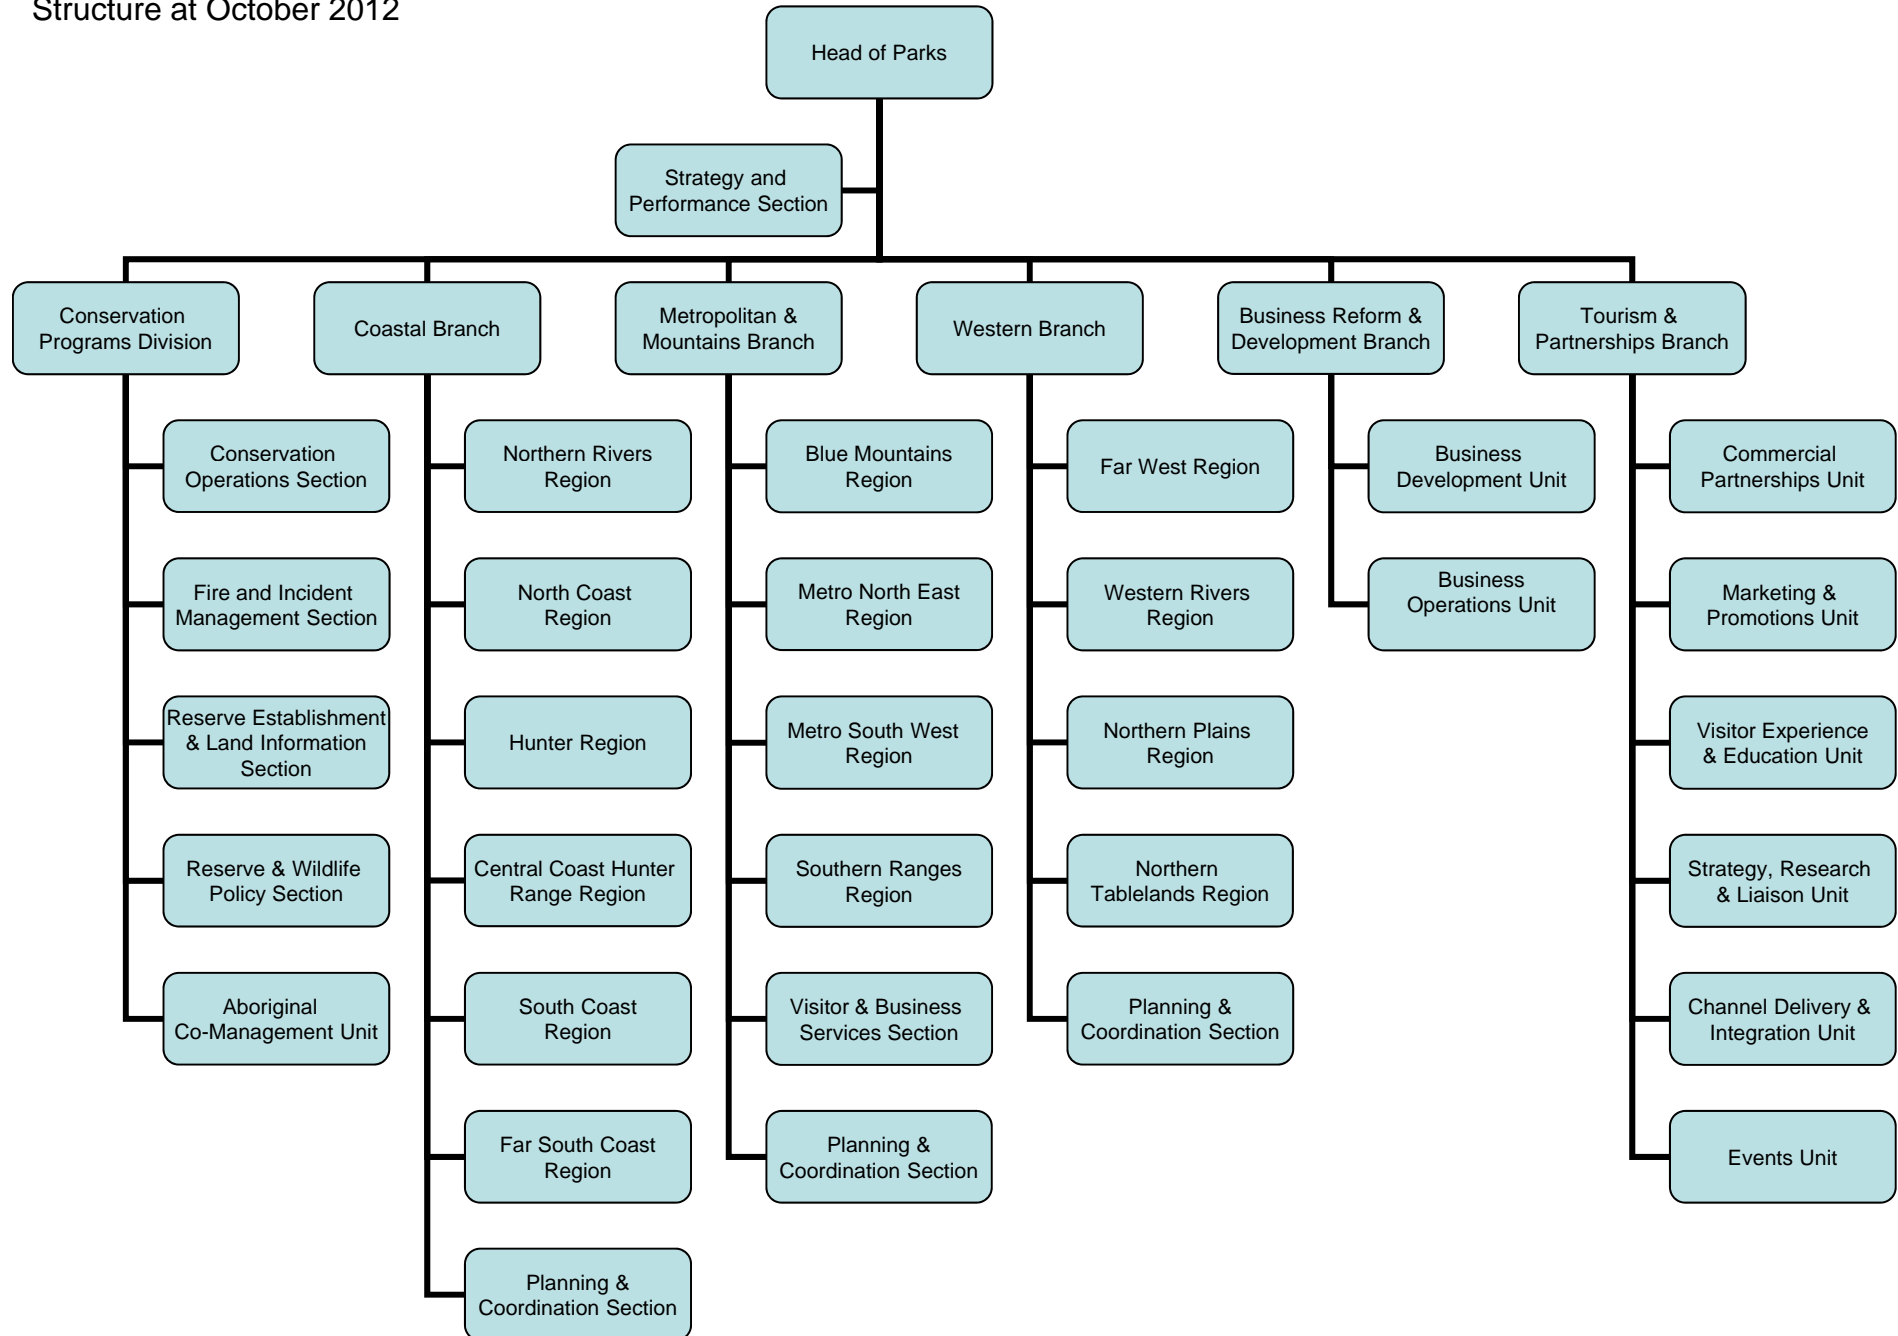 Structure at October 2012
Head of Parks
Strategy and
Performance Section
Conservation
Programs Division
Coastal Branch
Metropolitan &
Mountains Branch
Western Branch
Business Reform &
Development Branch
Tourism &
Partnerships Branch
Conservation
Operations Section
Fire and Incident
Management Section
Reserve Establishment
& Land Information
Section
Reserve & Wildlife
Policy Section
Aboriginal
Co-Management Unit
Northern Rivers
Region
North Coast
Region
Hunter Region
Central Coast Hunter
Range Region
South Coast
Region
Far South Coast
Region
Planning &
Coordination Section
Blue Mountains
Region
Metro North East
Region
Metro South West
Region
Southern Ranges
Region
Visitor & Business
Services Section
Planning &
Coordination Section
Far West Region
Western Rivers
Region
Northern Plains
Region
Northern
Tablelands Region
Planning &
Coordination Section
Business
Development Unit
Business
Operations Unit
Commercial
Partnerships Unit
Marketing &
Promotions Unit
Visitor Experience
& Education Unit
Strategy, Research
& Liaison Unit
Channel Delivery &
Integration Unit
Events Unit